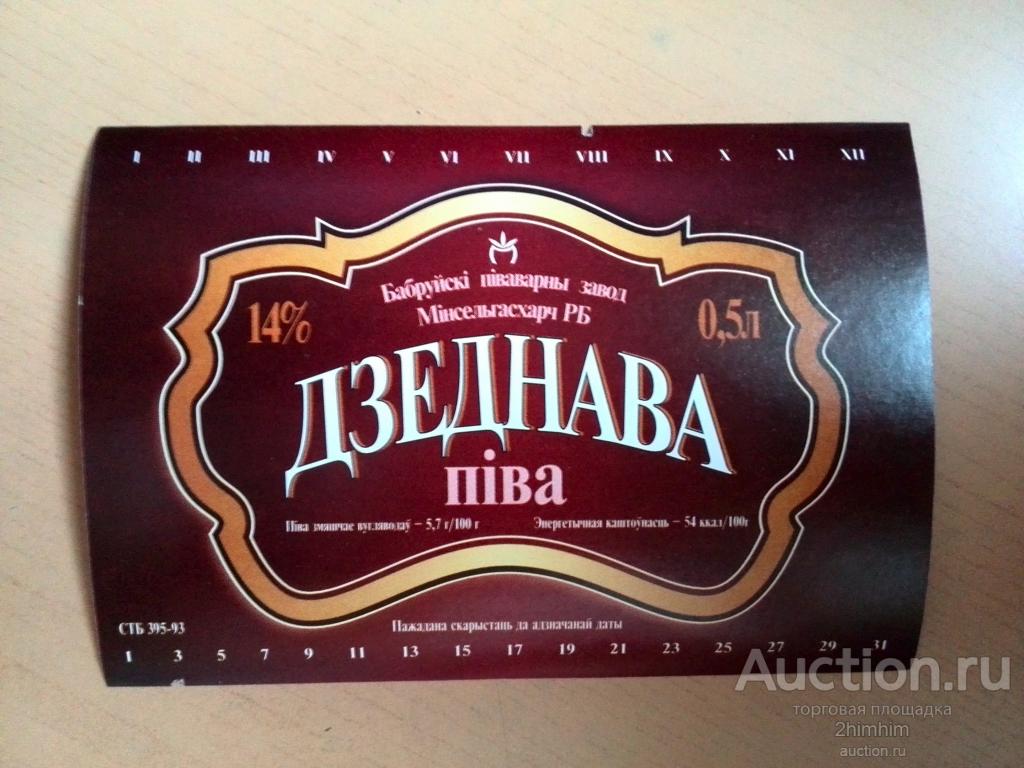 I II III IV V VI VII VIII IX X XI XII
Бабруйскі піваварны завод
Мінсельгасхарч РБ
14%
0,5л
ДЗЕДНАВА
піва
Піва змяшчае вугляводаў – 5,7 г/100 г
Энергетычная каштоўнасць – 54 ккал/100г
СТБ 395-93
Пажадана скарыстаць да адзначанай даты
1 3 5 7 9 11 13 15 17 19 21 23 25 27 29 31
Auction.ru
торговая площадка
2himhim
auction.ru